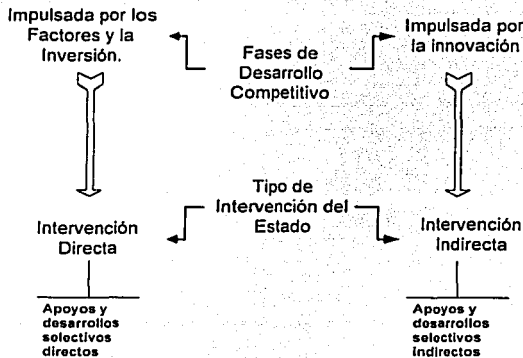 Impulsada por los
Factores y la
Inversión.
Fases de
Desarrollo
Competitivo
Impulsada por
la innovación
Tipo de
Intervención del
Estado
Intervención
Directa
Intervención
Indirecta
Apoyos y
desarrollos
selectivos
directos
Apoyos y
desarrollos
selectivos
indirectos